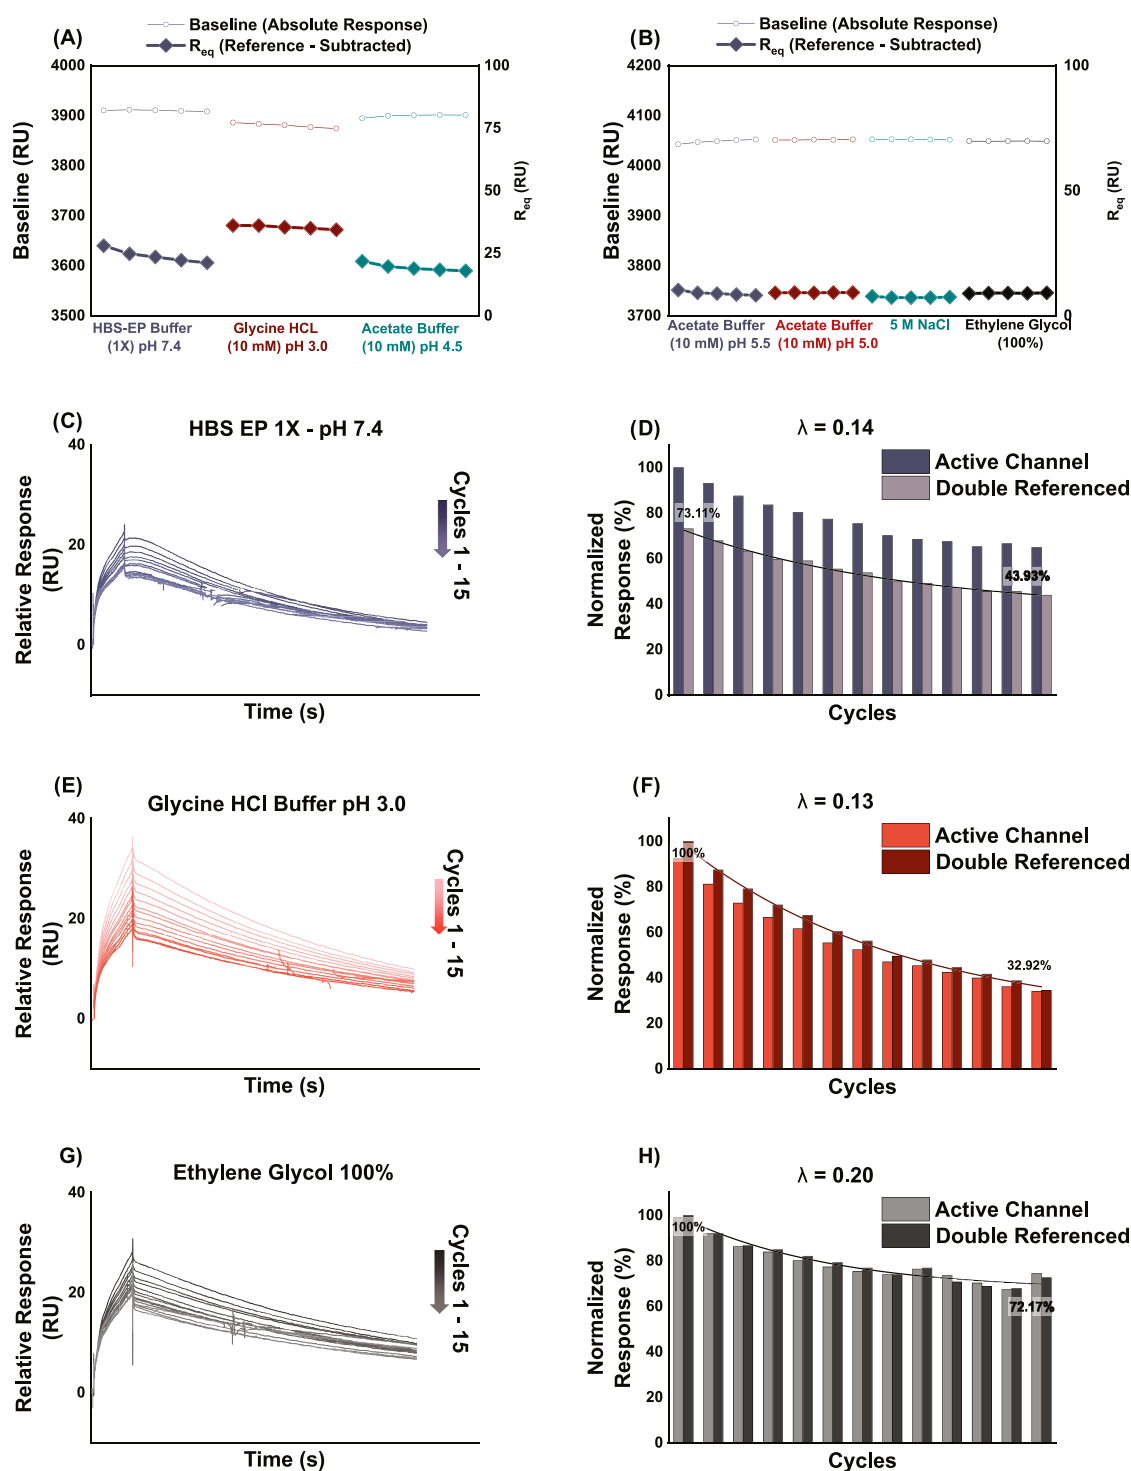 (A)
Baseline (Absolute Response)
Req (Reference - Subtracted)
4000
3900
3800
3700
3600
3500
Baseline (RU)
100
75
50
25
0
Req (RU)
HBS-EP Buffer
(1X) pH 7.4
Glycine HCL
(10 mM) pH 3.0
Acetate Buffer
(10 mM) pH 4.5
(B)
Baseline (Absolute Response)
Req (Reference - Subtracted)
4200
4100
4000
3900
3800
3700
Baseline (RU)
100
50
0
Req (RU)
Acetate Buffer
(10 mM) pH 5.5
Acetate Buffer
(10 mM) pH 5.0
5 M NaCl
Ethylene Glycol
(100%)
(C)
HBS EP 1X - pH 7.4
40
20
0
Relative Response
(RU)
Cycles 1 - 15
Time (s)
(D)
λ = 0.14
Active Channel
Double Referenced
100
80
60
40
20
0
Normalized
Response (%)
73.11%
43.93%
Cycles
(E)
Glycine HCl Buffer pH 3.0
40
20
0
Relative Response
(RU)
Cycles 1 - 15
Time (s)
(F)
λ = 0.13
Active Channel
Double Referenced
100
80
60
40
20
0
Normalized
Response (%)
100%
32.92%
Cycles
G)
Ethylene Glycol 100%
40
20
0
Relative Response
(RU)
Cycles 1 - 15
Time (s)
H)
λ = 0.20
Active Channel
Double Referenced
100
80
60
40
20
0
Normalized
Response (%)
100%
72.17%
Cycles